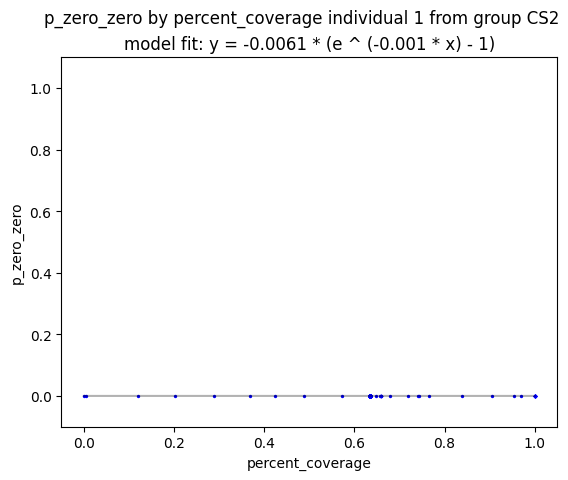 p_zero_zero by percent_coverage individual 1 from group CS2
model fit: y = -0.0061 * (e ^ (-0.001 * x) - 1)
1.0
0.8
0.6
0.4
0.2
0.0
p_zero_zero
0.0 0.2 0.4 0.6 0.8 1.0
percent_coverage